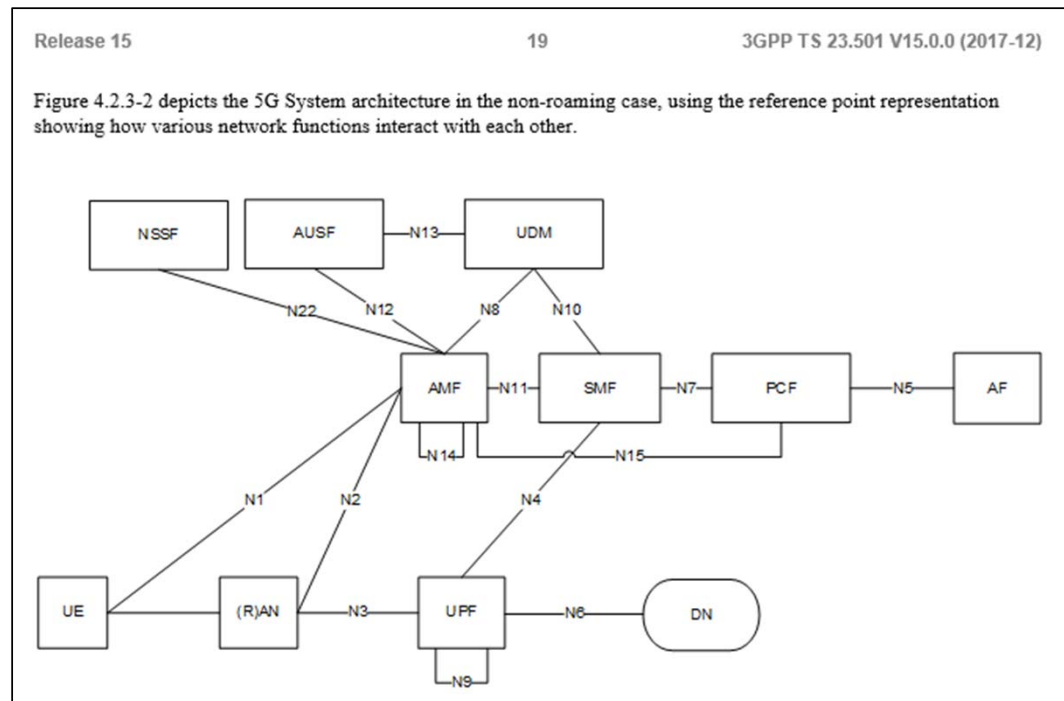 Release 15 19 3GPP TS 23.501 V15.0.0 (2017-12)
Figure 4.2.3-2 depicts the 5G System architecture in the non-roaming case, using the reference point representation
showing how various network functions interact with each other.
NSSF AUSF N13 UDM
N22 N12 N8 N10
AMF N11 SMF N7 PCF N5 AF
N14 N15
N1 N2 N4
UE (R)AN N3 UPF N6 DN
N9